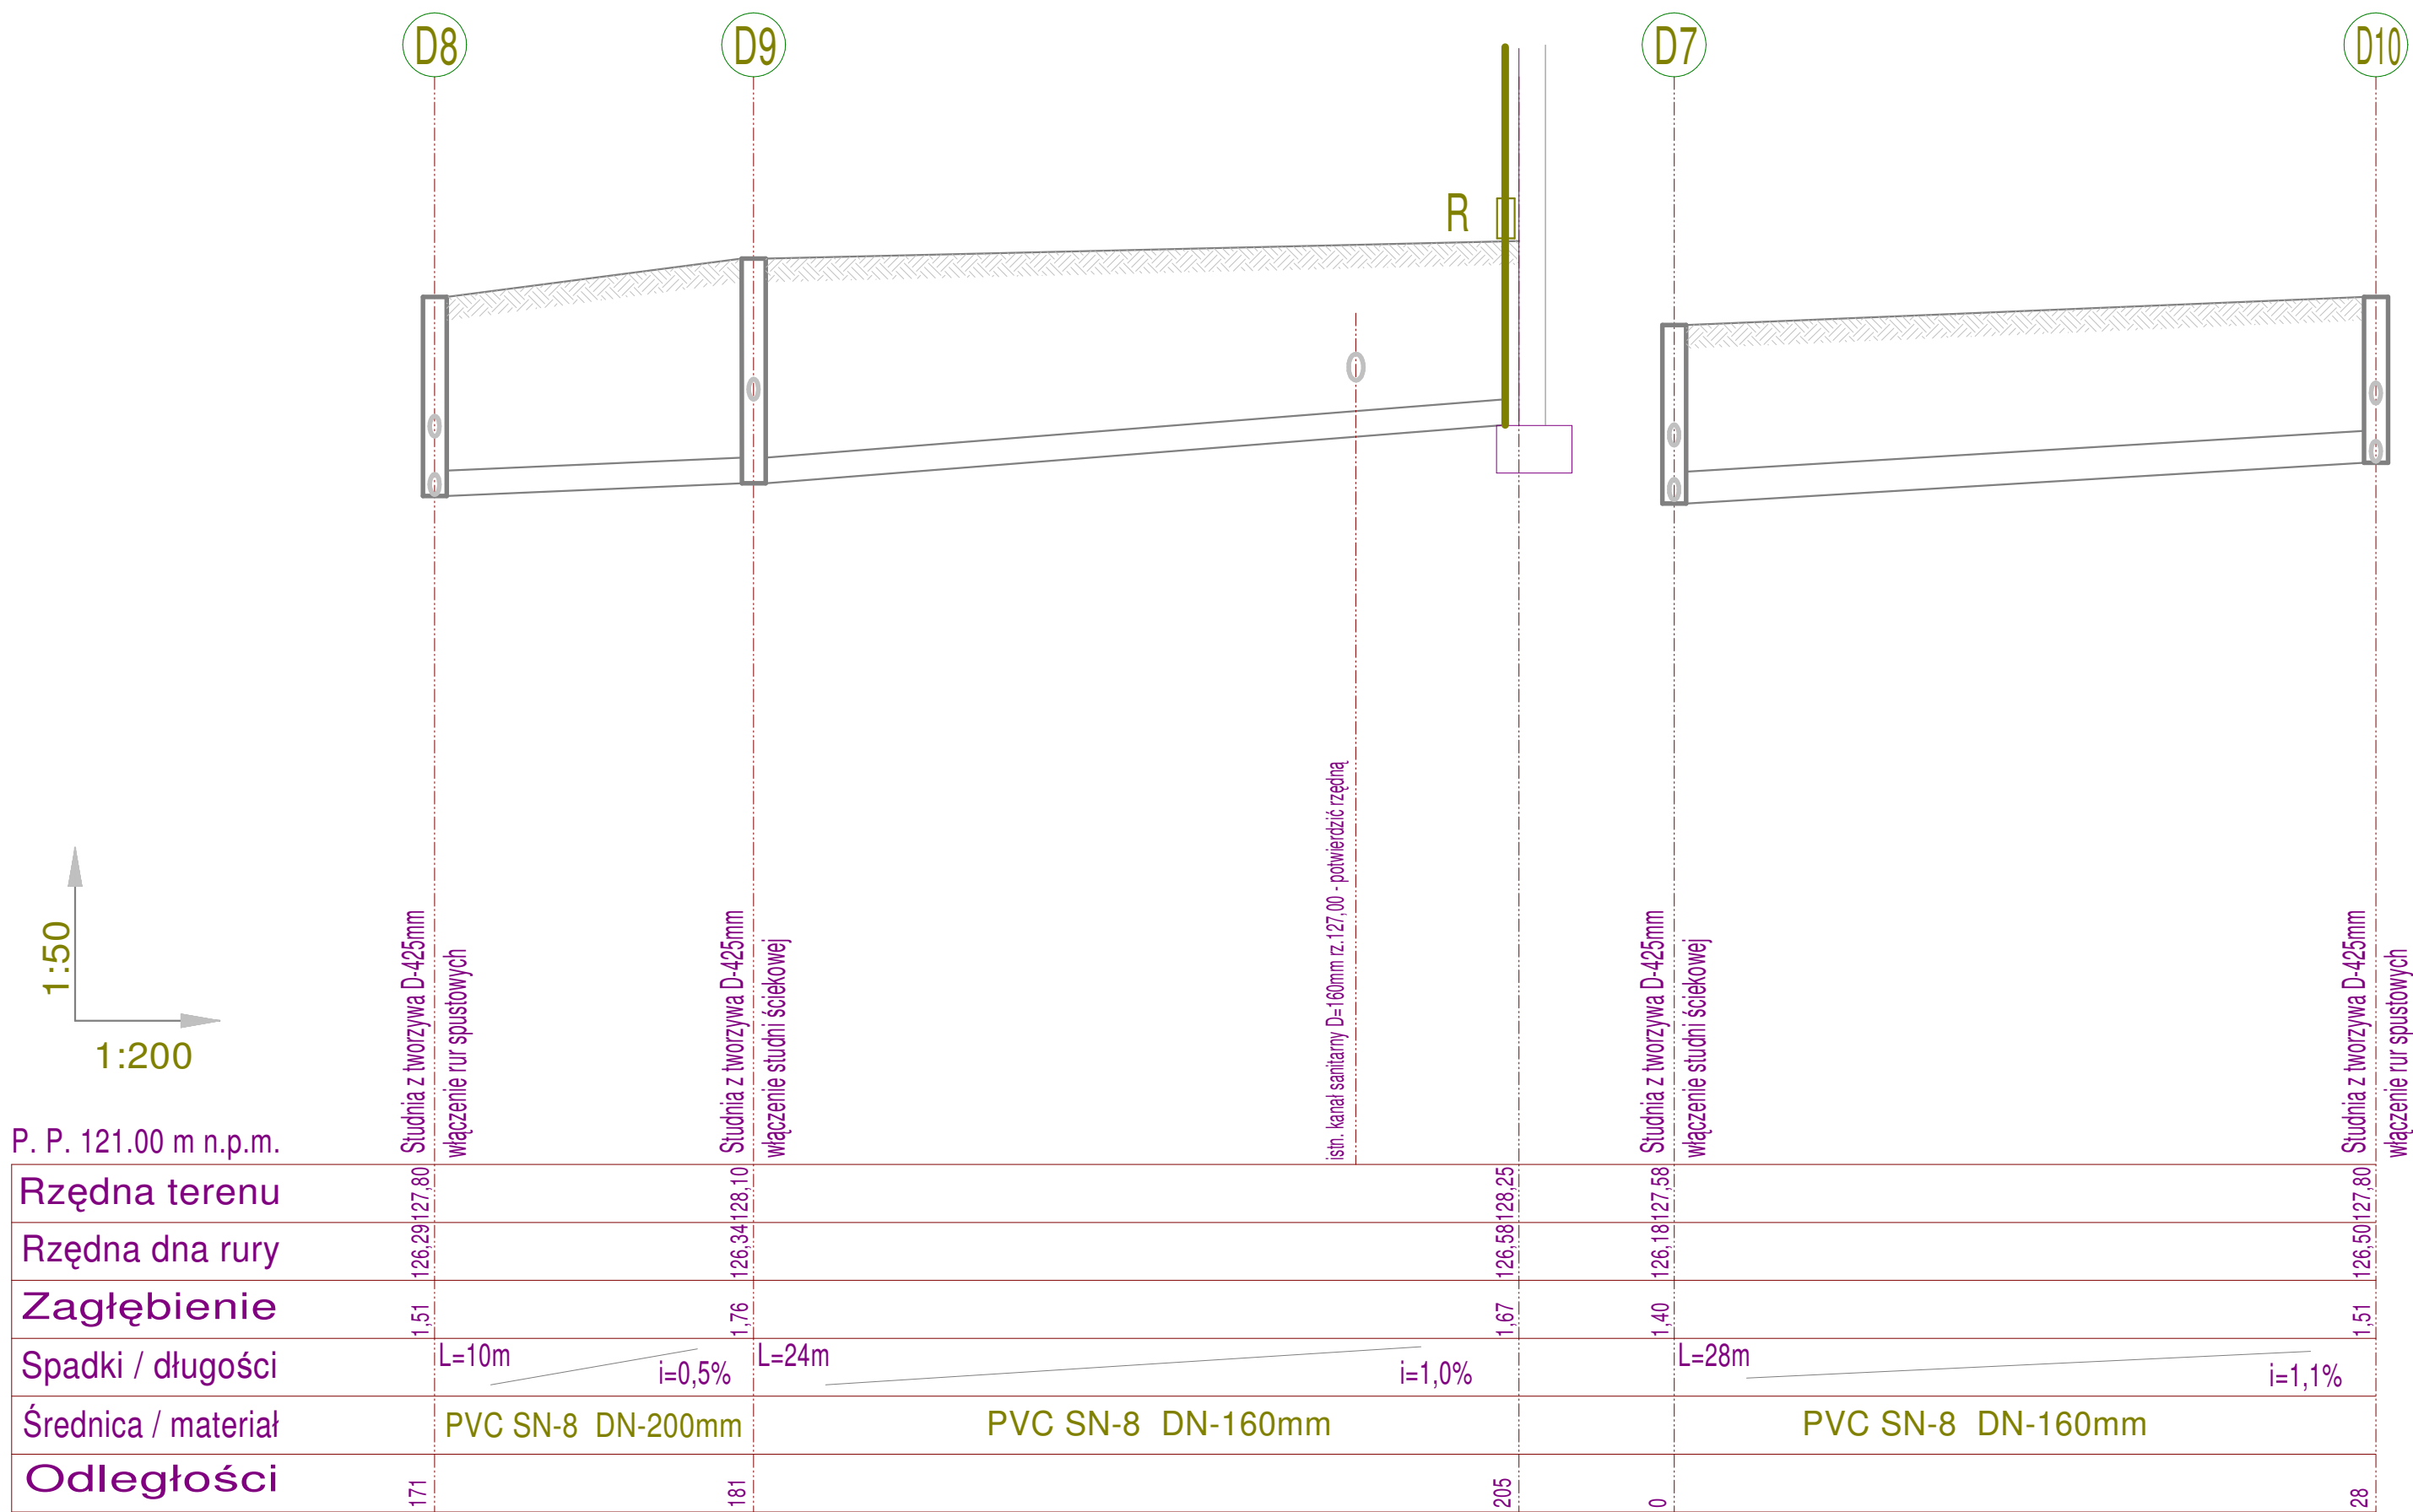 D8 D9 D7 D10
R
1:50
1:200
Studnia z tworzywa D-425mm
włączenie rur spustowych
Studnia z tworzywa D-425mm
włączenie studni ściekowej
istn. kanał sanitarny D=160mm rz.127,00 - potwierdzić rzędną
Studnia z tworzywa D-425mm
włączenie studni ściekowej
Studnia z tworzywa D-425mm
włączenie rur spustowych
P. P. 121.00 m n.p.m.
Rzędna terenu 127,80 128,10 128,25 127,58 127,80
Rzędna dna rury 126,29 126,34 126,58 126,18 126,50
Zagłębienie 1,51 1,76 1,67 1,40 1,51
Spadki / długości L=10m i=0,5% L=24m i=1,0% L=28m i=1,1%
Średnica / materiał PVC SN-8 DN-200mm PVC SN-8 DN-160mm PVC SN-8 DN-160mm
Odległości 171 181 205 0 28